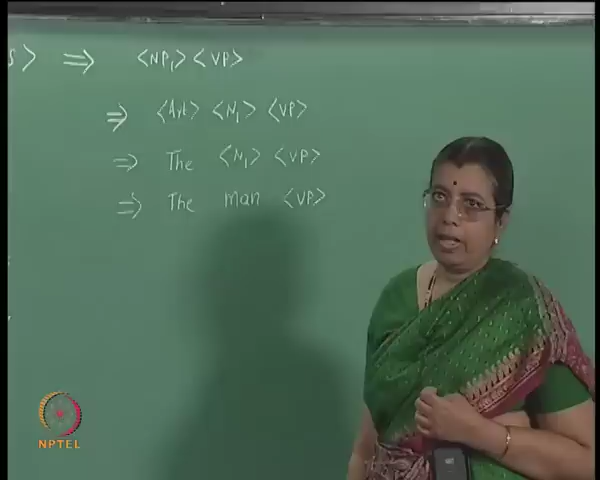 S> ⇒ <NP₁> <VP>
⇒ <Art> <N₁> <VP>
⇒ The <N₁> <VP>
⇒ The man <VP>
NPTEL